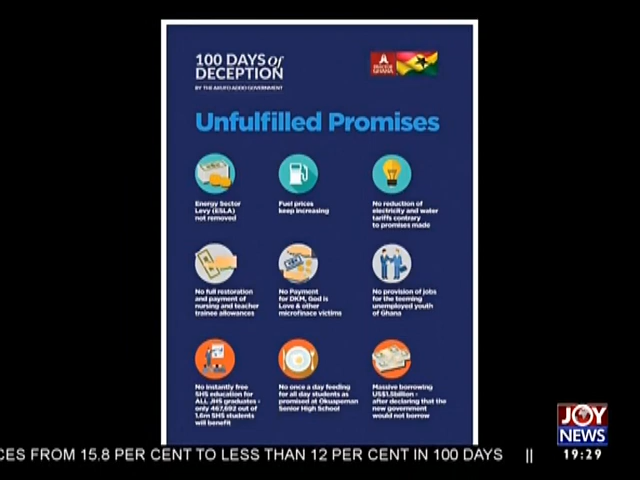 100 DAYS of
DECEPTION
BY THE AKUFO ADDO GOVERNMENT
GHANA
Unfulfilled Promises
Energy Sector
Levy (ESLA)
not removed
Fuel prices
keep increasing
No reduction of
electricity and water
tariffs contrary
to promises made
No full restoration
and payment of
nursing and teacher
trainee allowances
No Payment
for DKM, God is
Love & other
microfinace victims
No provision of jobs
for the teeming
unemployed youth
of Ghana
No instantly free
SHS education for
ALL JHS graduates -
only 467,692 out of
1.6m SHS students
will benefit
No once a day feeding
for all day students as
promised at Okuapeman
Senior High School
Massive borrowing
US$1.5billion -
after declaring that the
new government
would not borrow
JOY
NEWS
CES FROM 15.8 PER CENT TO LESS THAN 12 PER CENT IN 100 DAYS ||
19:29